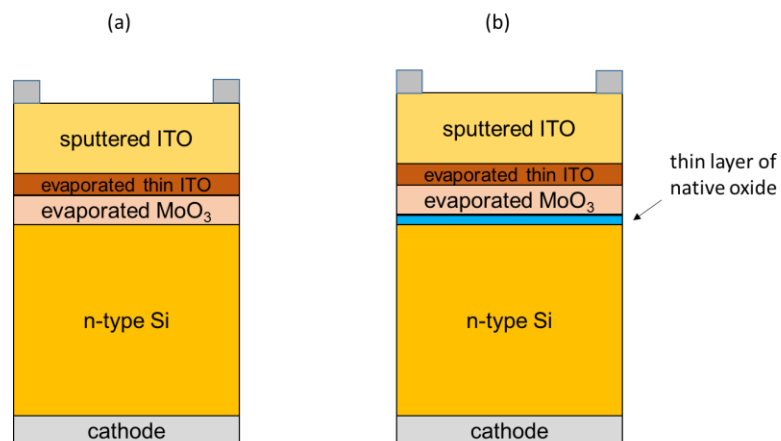 (a)
sputtered ITO
evaporated thin ITO
evaporated MoO₃
n-type Si
cathode
(b)
sputtered ITO
evaporated thin ITO
evaporated MoO₃
n-type Si
cathode
thin layer of
native oxide